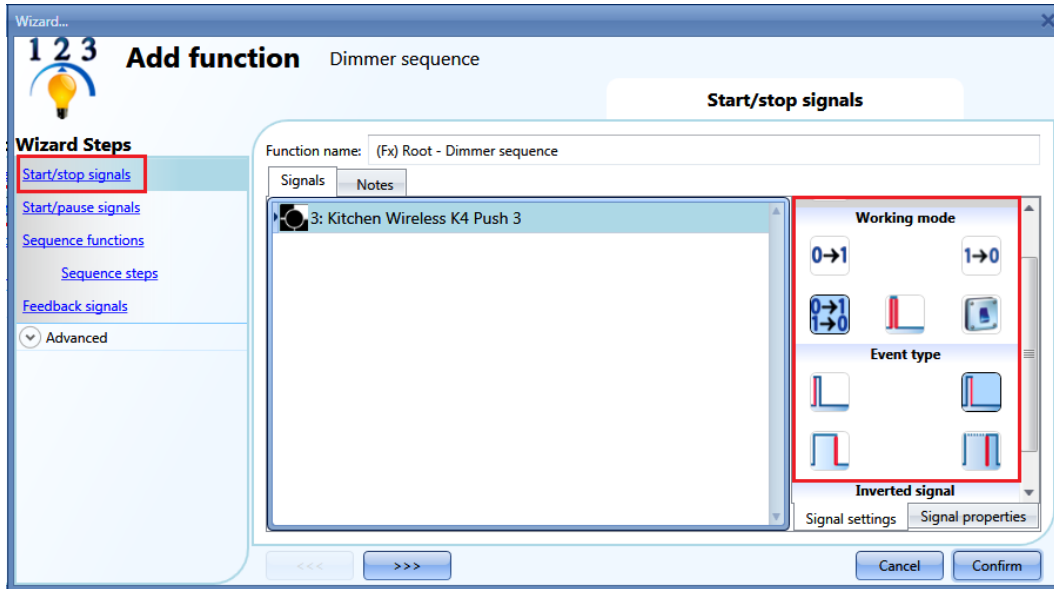 Wizard...
1 2 3
Add function Dimmer sequence
Start/stop signals
Wizard Steps
Start/stop signals
Start/pause signals
Sequence functions
Sequence steps
Feedback signals
Advanced
Function name: (Fx) Root - Dimmer sequence
Signals Notes
3: Kitchen Wireless K4 Push 3
Working mode
0→1 1→0
0→1
1→0
Event type
Inverted signal
Signal settings Signal properties
<<< >>> Cancel Confirm